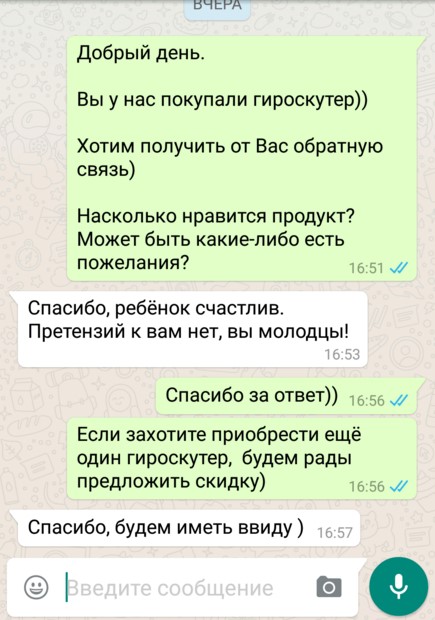 ВЧЕРА
Добрый день.
Вы у нас покупали гироскутер))
Хотим получить от Вас обратную
связь)
Насколько нравится продукт?
Может быть какие-либо есть
пожелания?
16:51
Спасибо, ребёнок счастлив.
Претензий к вам нет, вы молодцы!
16:53
Спасибо за ответ)) 16:56
Если захотите приобрести ещё
один гироскутер, будем рады
предложить скидку)
16:56
Спасибо, будем иметь ввиду ) 16:57
Введите сообщение